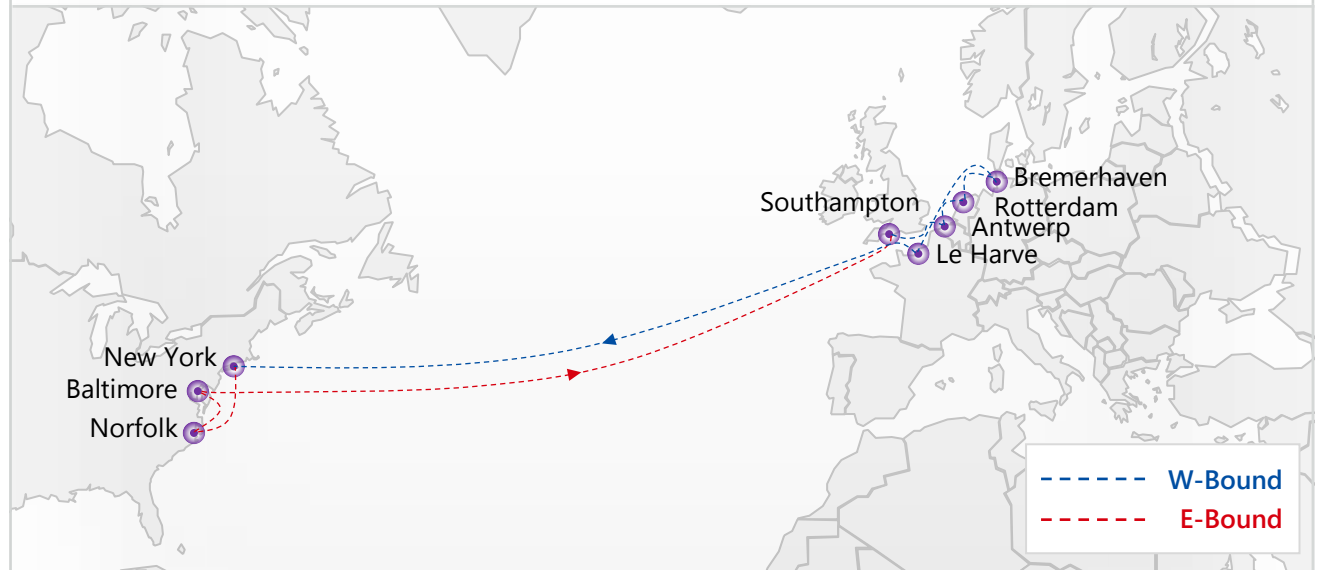 Bremerhaven
Southampton
Rotterdam
Antwerp
Le Harve
New York
Baltimore
Norfolk
W-Bound
E-Bound